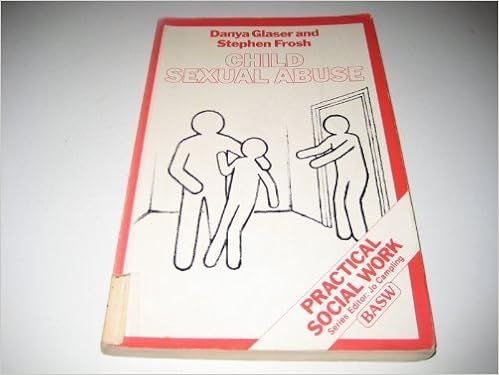 Danya Glaser and
Stephen Frosh
CHILD
SEXUAL ABUSE
PRACTICAL
SOCIAL WORK
Series Editor: Jo Campling
BASW